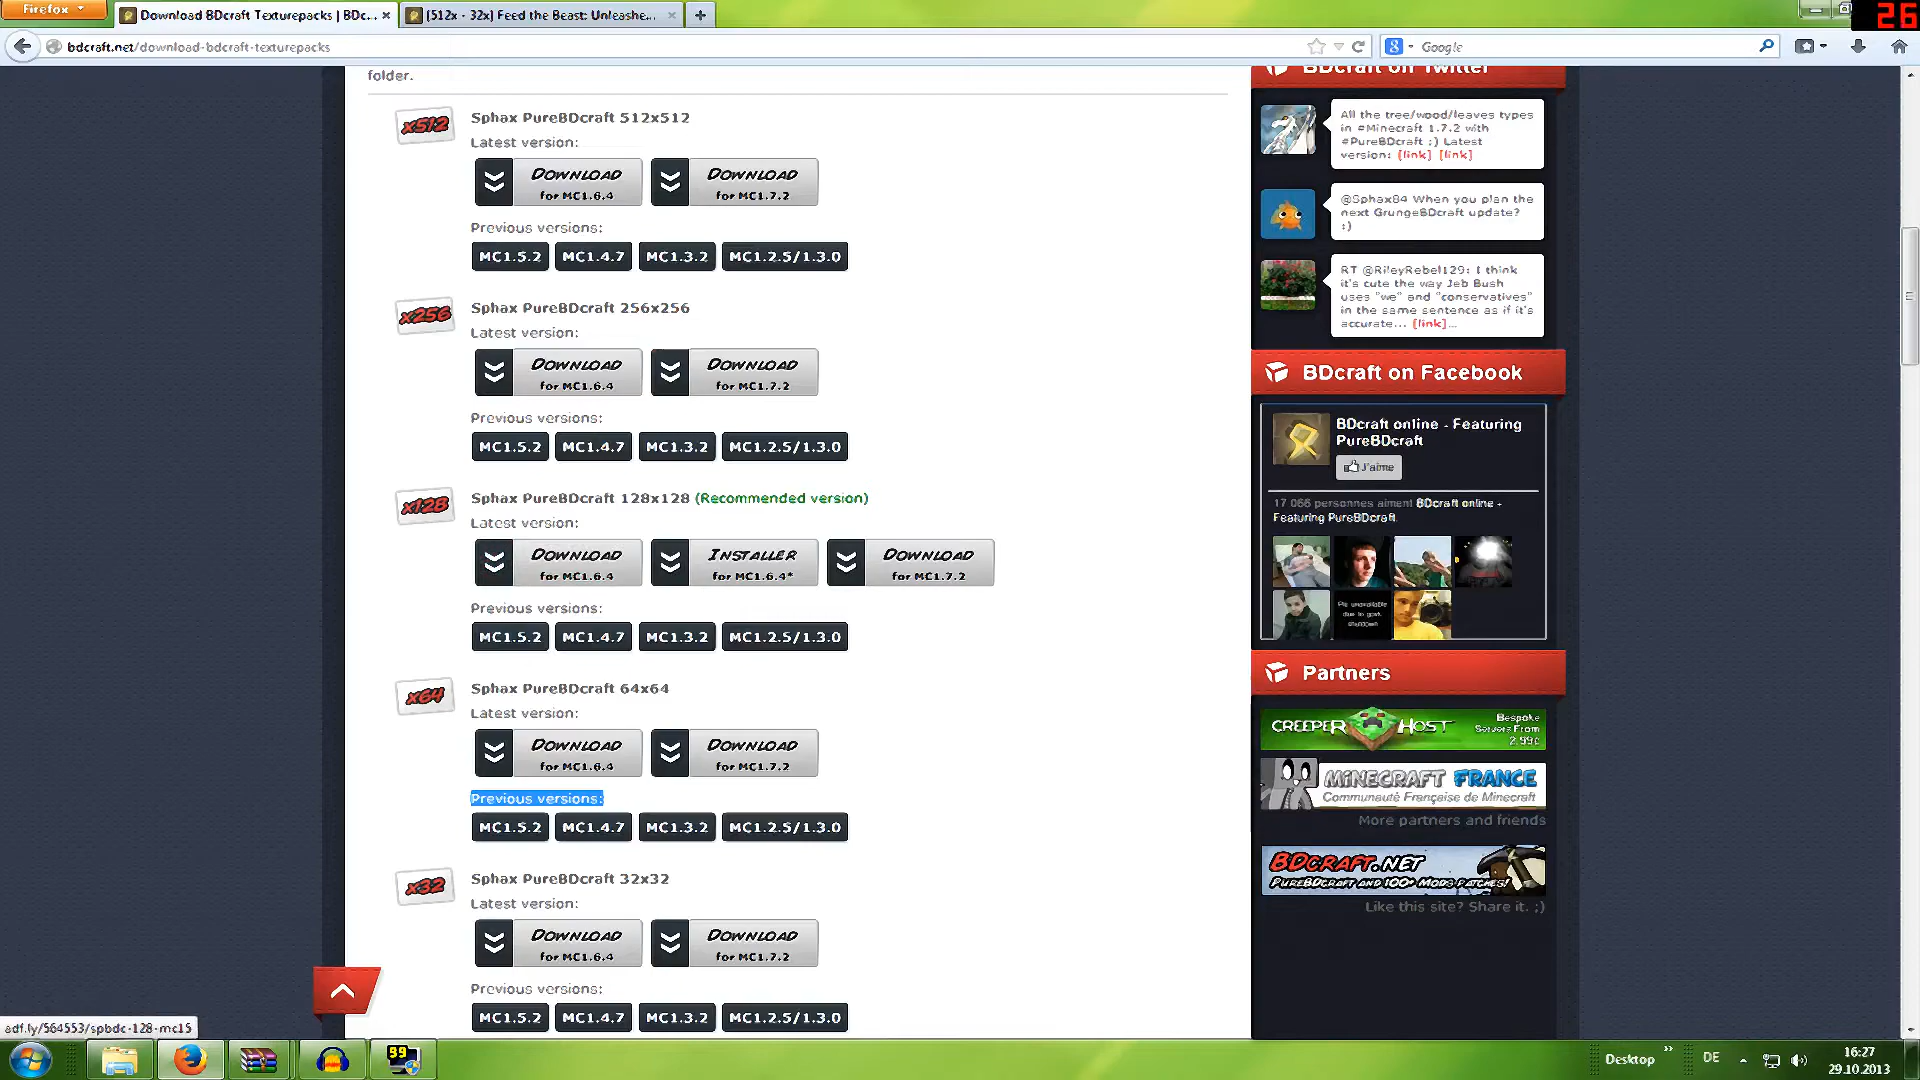 Firefox
Download BDcraft Texturepacks | BDc...
(512x - 32x) Feed the Beast: Unleashe...
26
bdcraft.net/download-bdcraft-texturepacks
Google
folder.
x512
Sphax PureBDcraft 512x512
Latest version:
DOWNLOAD
for MC1.6.4
DOWNLOAD
for MC1.7.2
Previous versions:
MC1.5.2 MC1.4.7 MC1.3.2 MC1.2.5/1.3.0
x256
Sphax PureBDcraft 256x256
Latest version:
DOWNLOAD
for MC1.6.4
DOWNLOAD
for MC1.7.2
Previous versions:
MC1.5.2 MC1.4.7 MC1.3.2 MC1.2.5/1.3.0
x128
Sphax PureBDcraft 128x128 (Recommended version)
Latest version:
DOWNLOAD
for MC1.6.4
INSTALLER
for MC1.6.4*
DOWNLOAD
for MC1.7.2
Previous versions:
MC1.5.2 MC1.4.7 MC1.3.2 MC1.2.5/1.3.0
x64
Sphax PureBDcraft 64x64
Latest version:
DOWNLOAD
for MC1.6.4
DOWNLOAD
for MC1.7.2
Previous versions:
MC1.5.2 MC1.4.7 MC1.3.2 MC1.2.5/1.3.0
x32
Sphax PureBDcraft 32x32
Latest version:
DOWNLOAD
for MC1.6.4
DOWNLOAD
for MC1.7.2
Previous versions:
MC1.5.2 MC1.4.7 MC1.3.2 MC1.2.5/1.3.0
BDcraft on Twitter
All the tree/wood/leaves types
in #Minecraft 1.7.2 with
#PureBDcraft ;) Latest
version: [link] [link]
@Sphax84 When you plan the
next GrungeBDcraft update?
:)
RT @RileyRebel129: I think
it's cute the way Jeb Bush
uses "we" and "conservatives"
in the same sentence as if it's
accurate... [link]...
BDcraft on Facebook
BDcraft online - Featuring
PureBDcraft
J'aime
17 066 personnes aiment BDcraft online -
Featuring PureBDcraft.
Partners
CREEPER HOST
Bespoke
Servers From
2.99£
MINECRAFT FRANCE
Communauté Française de Minecraft
More partners and friends
BDCRAFT.NET
PUREBDCRAFT AND 100+ MODS PATCHES!
Like this site? Share it. ;)
adf.ly/564553/spbdc-128-mc15
99
Desktop
DE
16:27
29.10.2013